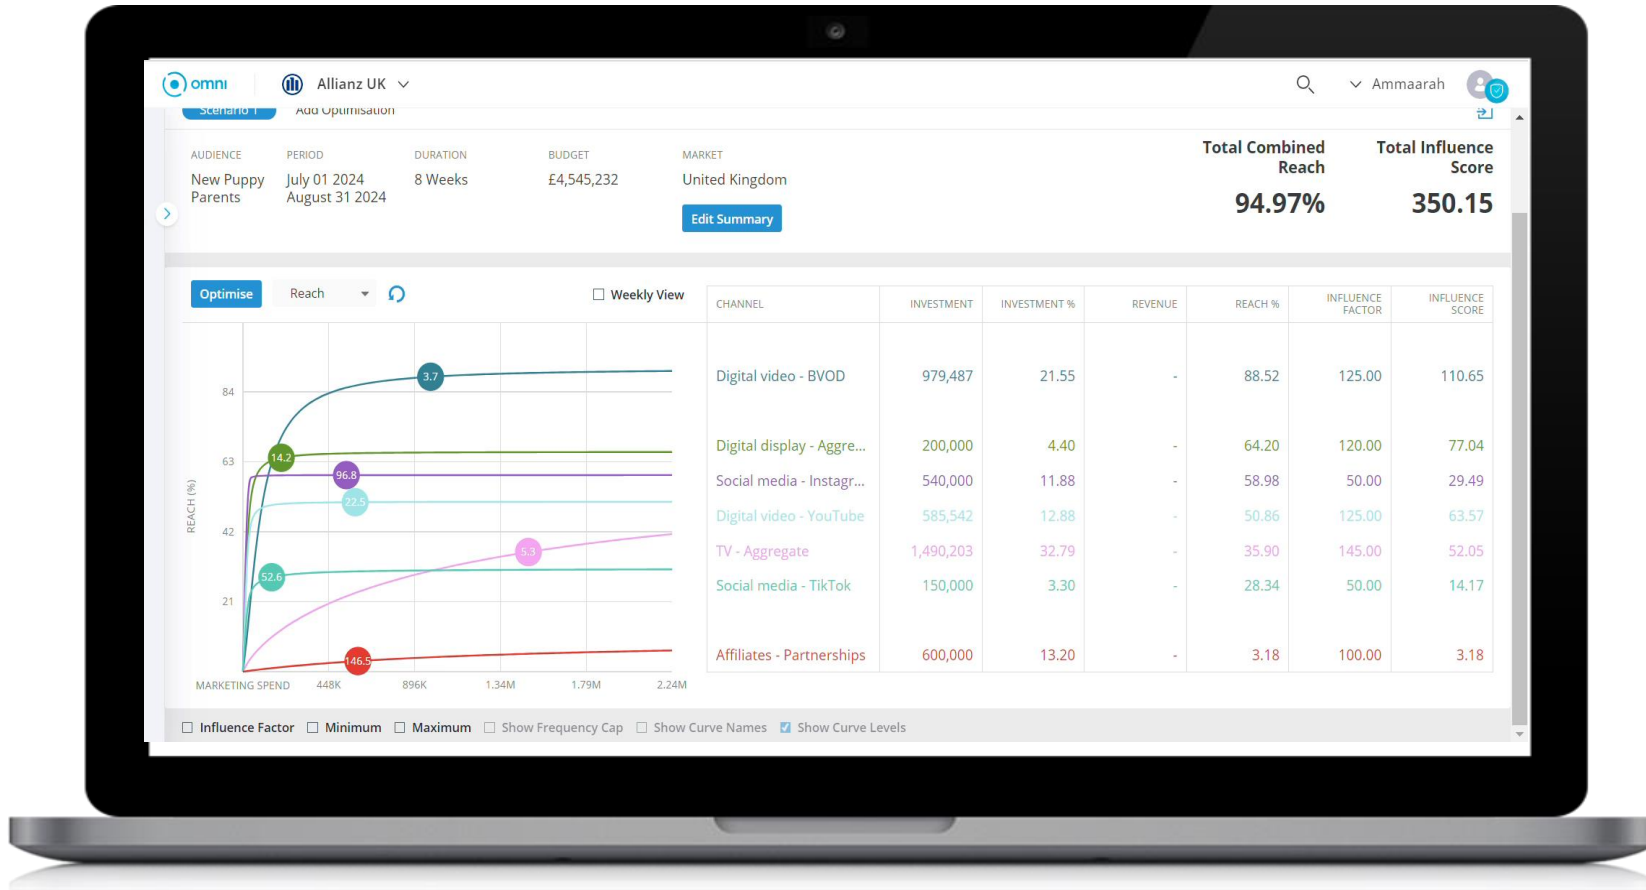 omni
Allianz UK
Ammaarah
Scenario 1
Add Optimisation
AUDIENCE
New Puppy
Parents
PERIOD
July 01 2024
August 31 2024
DURATION
8 Weeks
BUDGET
£4,545,232
MARKET
United Kingdom
Edit Summary
Total Combined
Reach
94.97%
Total Influence
Score
350.15
Optimise
Reach
Weekly View
CHANNEL INVESTMENT INVESTMENT % REVENUE REACH % INFLUENCE FACTOR INFLUENCE SCORE
Digital video - BVOD 979,487 21.55 - 88.52 125.00 110.65
Digital display - Aggre... 200,000 4.40 - 64.20 120.00 77.04
Social media - Instagr... 540,000 11.88 - 58.98 50.00 29.49
Digital video - YouTube 585,542 12.88 - 50.86 125.00 63.57
TV - Aggregate 1,490,203 32.79 - 35.90 145.00 52.05
Social media - TikTok 150,000 3.30 - 28.34 50.00 14.17
Affiliates - Partnerships 600,000 13.20 - 3.18 100.00 3.18
REACH (%)
84
63
42
21
3.7
14.2
96.8
22.5
5.3
52.6
146.5
MARKETING SPEND 448K 896K 1.34M 1.79M 2.24M
Influence Factor Minimum Maximum Show Frequency Cap Show Curve Names Show Curve Levels